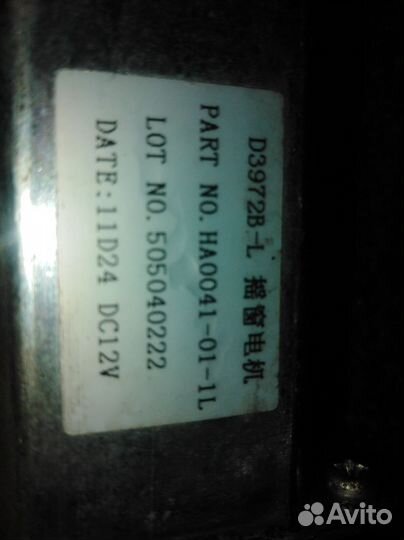 D3972B-L 摇窗电机
PART NO. HA0041-01-1L
LOT NO. 505040222
DATE: 11D24 DC12V
Avito